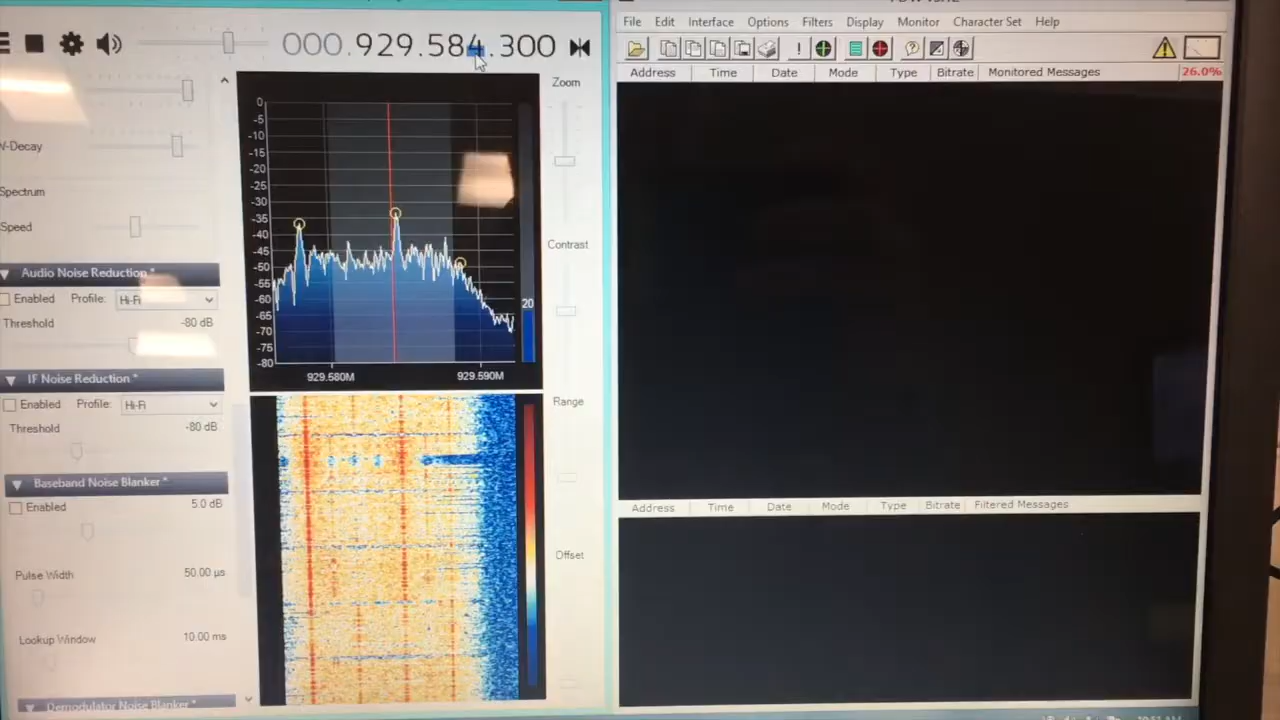 000.929.584.300
Zoom
0
-5
-10
-15
-20
-25
-30
-35
-40
-45
-50
-55
-60
-65
-70
-75
-80
20
929.580M 929.590M
Contrast
Range
Offset
-Decay
Spectrum
Speed
Audio Noise Reduction *
Enabled Profile: Hi-Fi
Threshold -80 dB
IF Noise Reduction *
Enabled Profile: Hi-Fi
Threshold -80 dB
Baseband Noise Blanker *
Enabled 5.0 dB
Pulse Width 50.00 µs
Lookup Window 10.00 ms
Demodulator Noise Blanker *
File Edit Interface Options Filters Display Monitor Character Set Help
Address Time Date Mode Type Bitrate Monitored Messages 26.0%
Address Time Date Mode Type Bitrate Filtered Messages